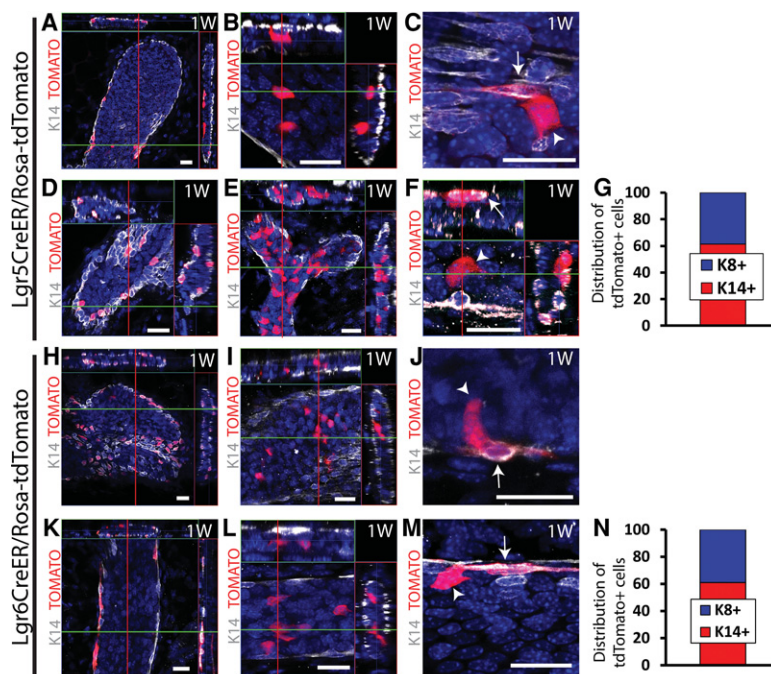 A 1W
B 1W
C 1W
K14 TOMATO
K14 TOMATO
K14 TOMATO
Lgr5CreER/Rosa-tdTomato
D 1W
E 1W
F 1W
K14 TOMATO
K14 TOMATO
K14 TOMATO
G
Distribution of
tdTomato+ cells
100
80
60
40
20
0
K8+
K14+
H 1W
I 1W
J 1W
K14 TOMATO
K14 TOMATO
K14 TOMATO
Lgr6CreER/Rosa-tdTomato
K 1W
L 1W
M 1W
K14 TOMATO
K14 TOMATO
K14 TOMATO
N
Distribution of
tdTomato+ cells
100
80
60
40
20
0
K8+
K14+